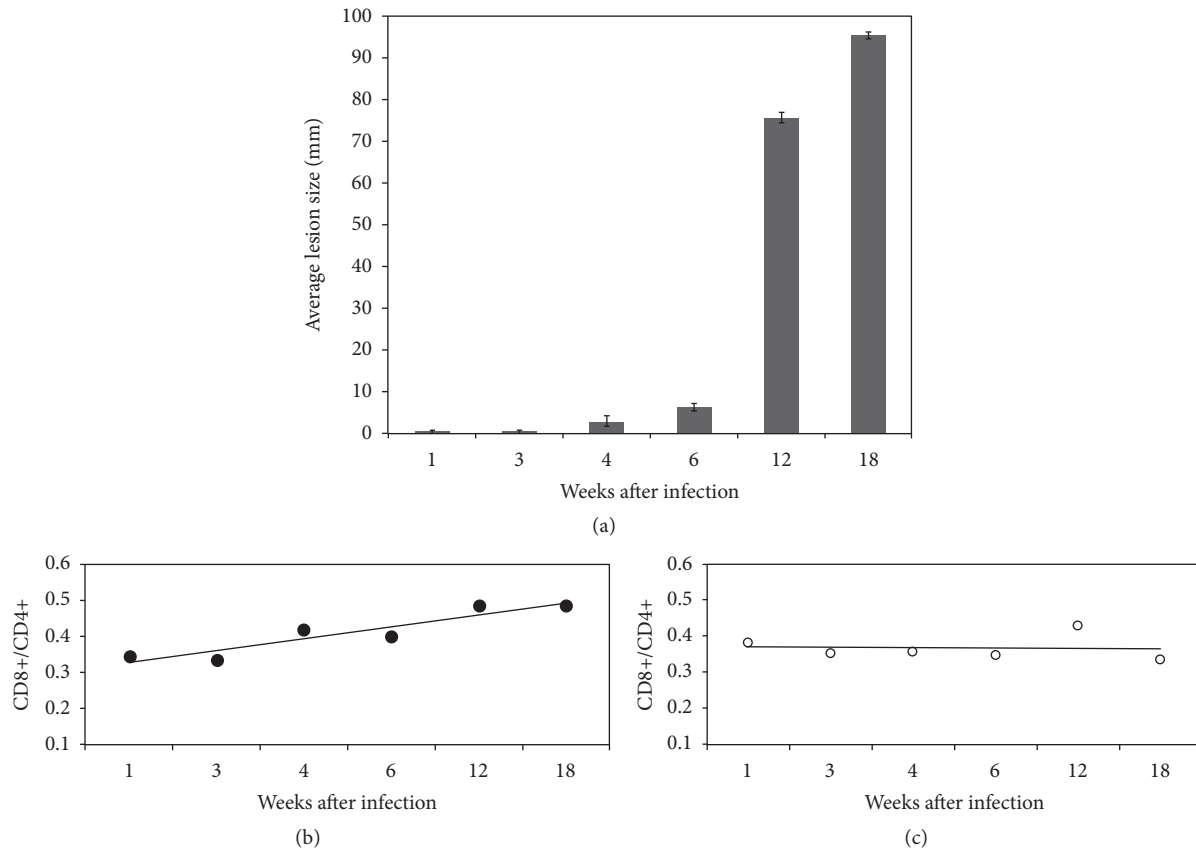 100
90
80
70
60
50
40
30
20
10
0
Average lesion size (mm)
1 3 4 6 12 18
Weeks after infection
(a)
0.6
0.5
0.4
0.3
0.2
0.1
CD8+/CD4+
1 3 4 6 12 18
Weeks after infection
(b)
0.6
0.5
0.4
0.3
0.2
0.1
CD8+/CD4+
1 3 4 6 12 18
Weeks after infection
(c)